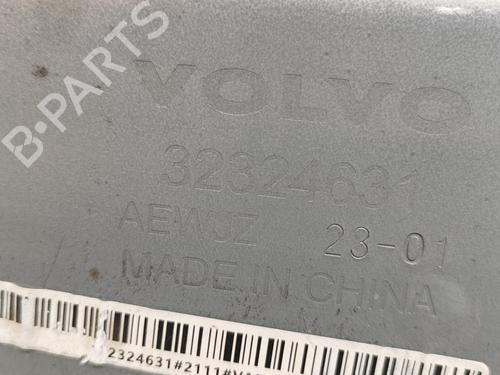 B-PARTS
VOLVO
32324631
AEWJZ 23-01
MADE IN CHINA
2324631#2111#